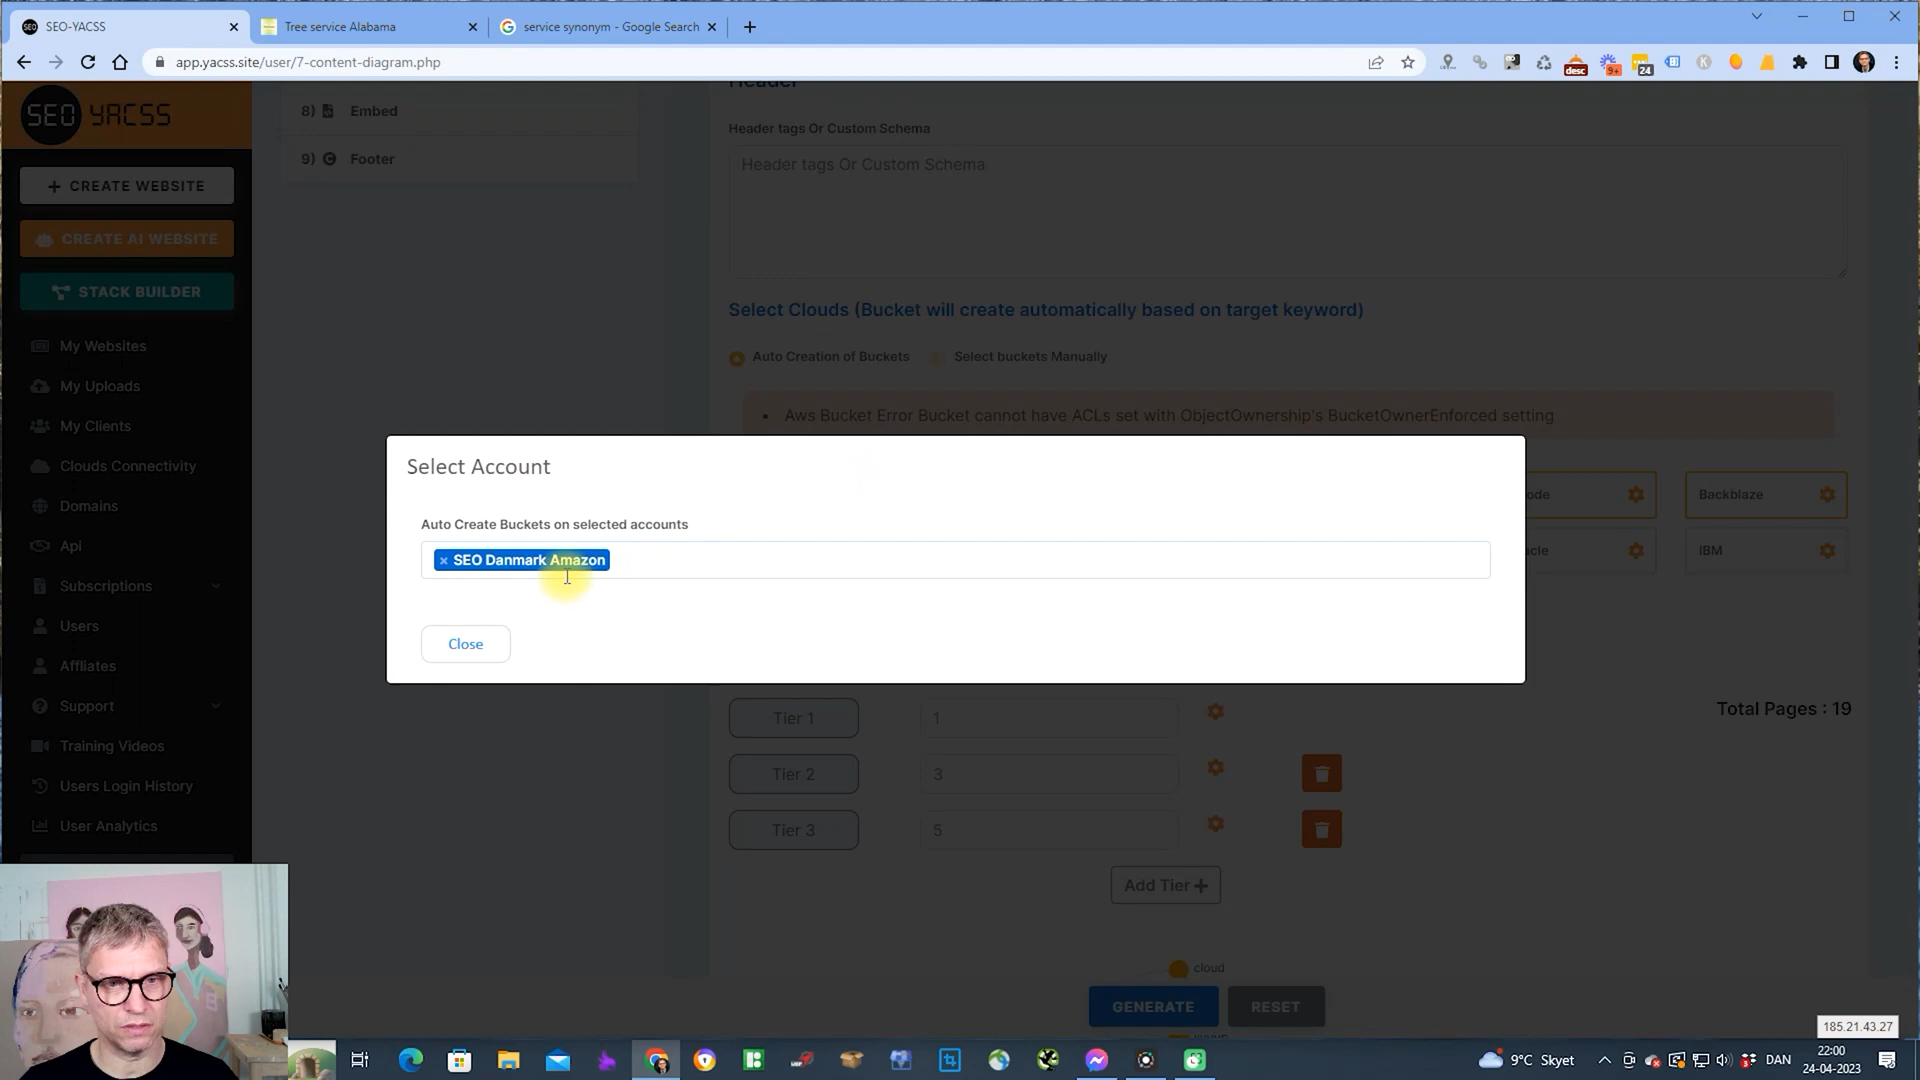 SEO-YACSS
Tree service Alabama
service synonym - Google Search
app.yacss.site/user/7-content-diagram.php
desc
9+
24
SEO YACSS
CREATE WEBSITE
CREATE AI WEBSITE
STACK BUILDER
My Websites
My Uploads
My Clients
Clouds Connectivity
Domains
Api
Subscriptions
Users
Affliates
Support
Training Videos
Users Login History
User Analytics
8) Embed
9) Footer
Header
Header tags Or Custom Schema
Header tags Or Custom Schema
Select Clouds (Bucket will create automatically based on target keyword)
Auto Creation of Buckets
Select buckets Manually
Aws Bucket Error Bucket cannot have ACLs set with ObjectOwnership's BucketOwnerEnforced setting
ode
Backblaze
acle
IBM
Select Account
Auto Create Buckets on selected accounts
× SEO Danmark Amazon
Close
Tier 1
1
Total Pages : 19
Tier 2
3
Tier 3
5
Add Tier +
cloud
GENERATE
RESET
185.21.43.27
9°C Skyet
DAN
22:00
24-04-2023